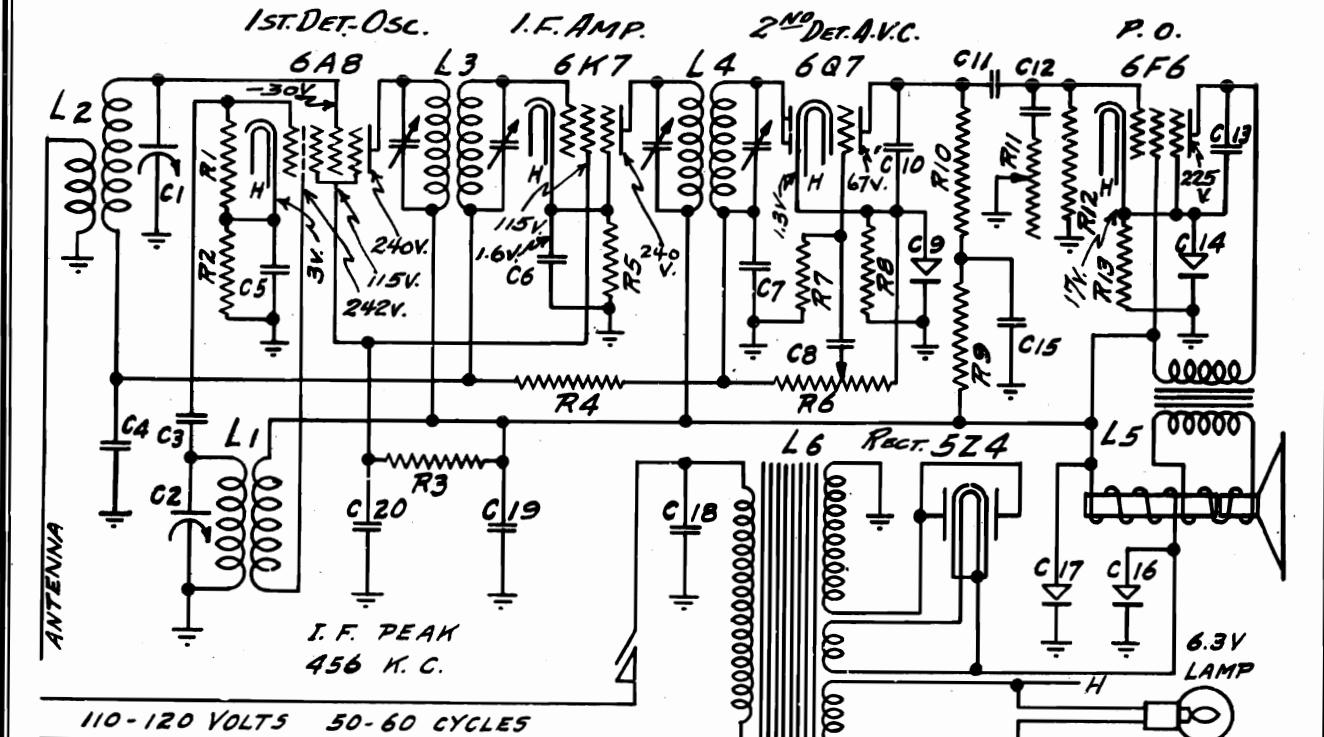 1ST. DET-OSC. I.F. AMP. 2ND DET. A.V.C. P.O.
6A8 L3 6K7 L4 6Q7 C11 C12 6F6
-30V
L2 C1 R1 H H H 67V. C10 R10 R11 R12 H C13
225 V
R2 C5 3V. 240V. 115V. 1.6V. C6 R5 240 V. 1.3V C7 R7 R8 C9 17V. R13 C14
115V.
242V.
C8 R9 C15
R4 R6
C4 C3 L1 L6 RECT. 5Z4 L5
R3
C2 C20 C19 C18 C17 C16
ANTENNA
I.F. PEAK
456 K.C.
6.3V
LAMP
H
110-120 VOLTS 50-60 CYCLES